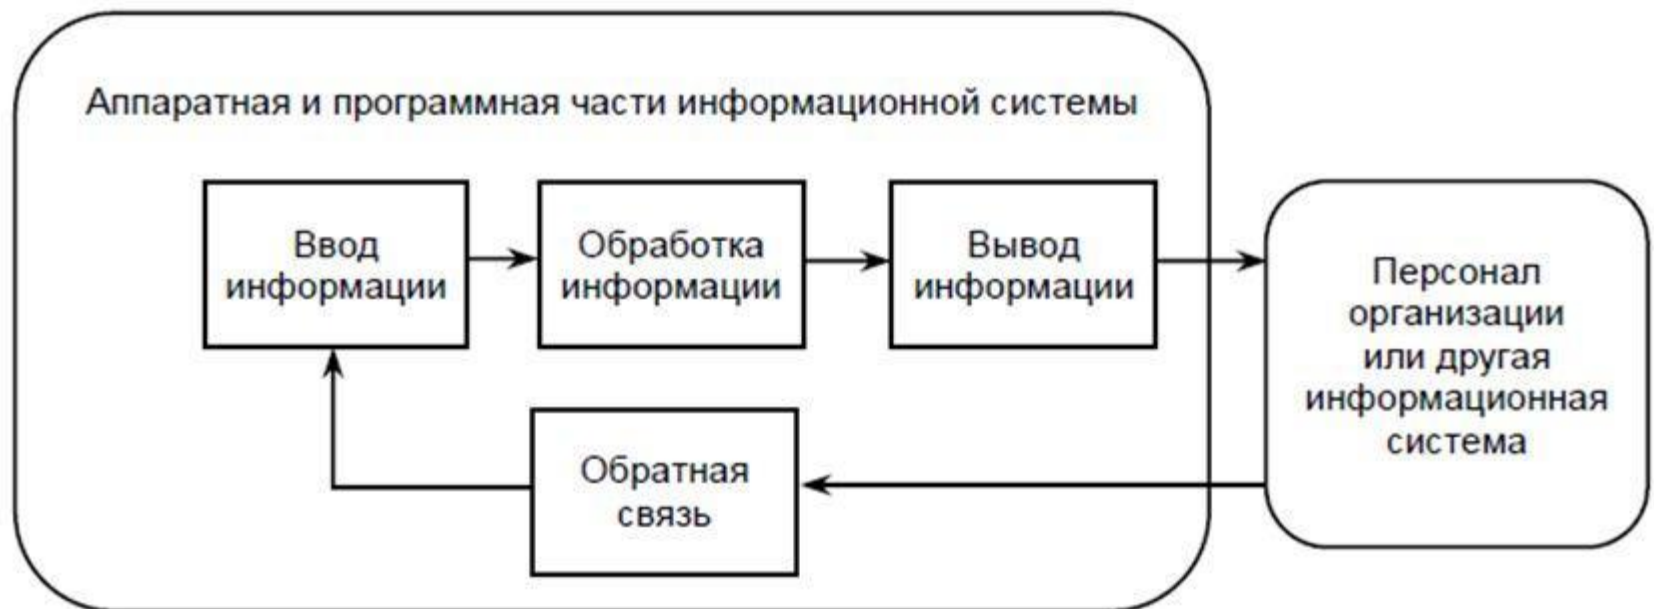 Аппаратная и программная части информационной системы
Ввод
информации
Обработка
информации
Вывод
информации
Персонал
организации
или другая
информационная
система
Обратная
связь